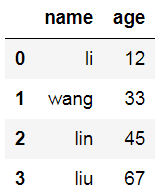 name age
0 li 12
1 wang 33
2 lin 45
3 liu 67